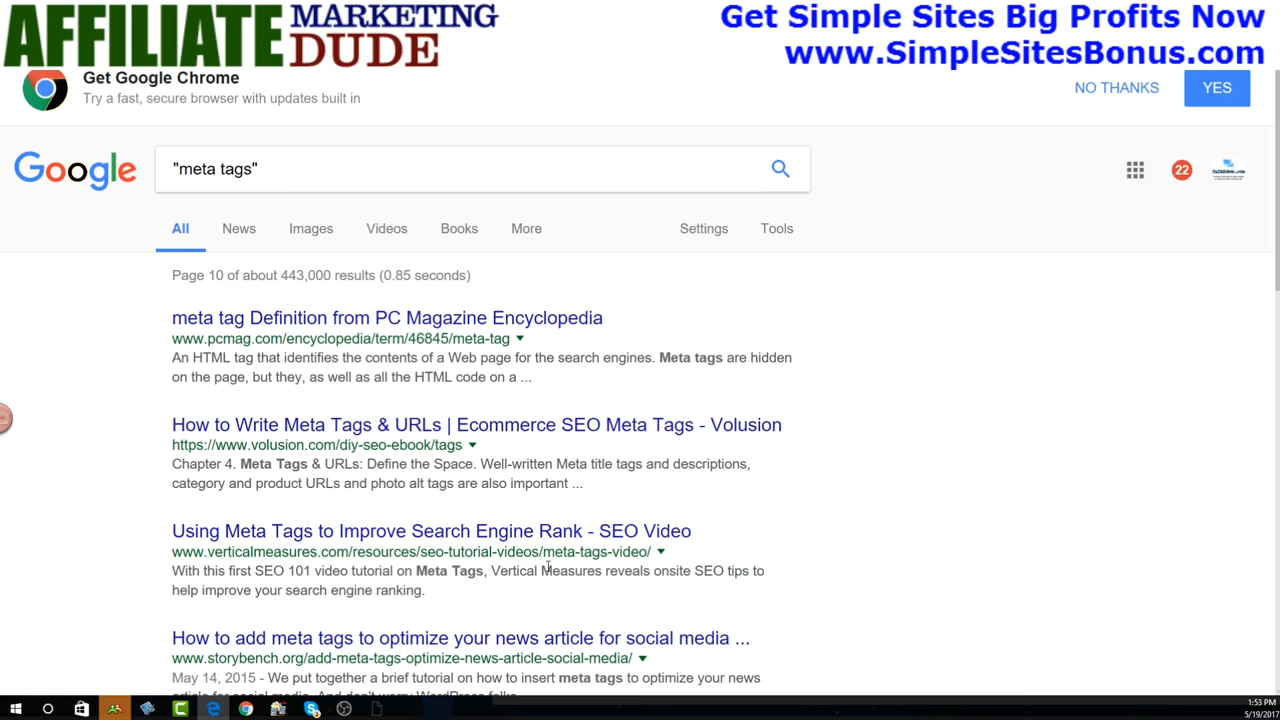 AFFILIATE MARKETING DUDE
Get Simple Sites Big Profits Now
www.SimpleSitesBonus.com
Get Google Chrome
Try a fast, secure browser with updates built in
NO THANKS
YES
Google
"meta tags"
22
All News Images Videos Books More Settings Tools
Page 10 of about 443,000 results (0.85 seconds)
meta tag Definition from PC Magazine Encyclopedia
www.pcmag.com/encyclopedia/term/46845/meta-tag
An HTML tag that identifies the contents of a Web page for the search engines. Meta tags are hidden
on the page, but they, as well as all the HTML code on a ...
How to Write Meta Tags & URLs | Ecommerce SEO Meta Tags - Volusion
https://www.volusion.com/diy-seo-ebook/tags
Chapter 4. Meta Tags & URLs: Define the Space. Well-written Meta title tags and descriptions,
category and product URLs and photo alt tags are also important ...
Using Meta Tags to Improve Search Engine Rank - SEO Video
www.verticalmeasures.com/resources/seo-tutorial-videos/meta-tags-video/
With this first SEO 101 video tutorial on Meta Tags, Vertical Measures reveals onsite SEO tips to
help improve your search engine ranking.
How to add meta tags to optimize your news article for social media ...
www.storybench.org/add-meta-tags-optimize-news-article-social-media/
May 14, 2015 - We put together a brief tutorial on how to insert meta tags to optimize your news
article for social media. And don't worry WordPress folks
1:53 PM
5/19/2017